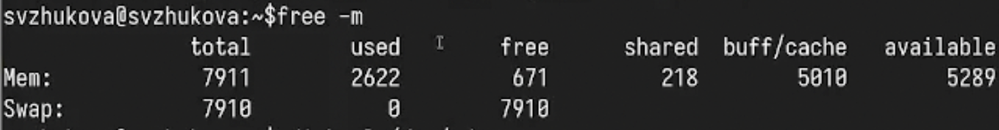 svzhukova@svzhukova:~$free -m
total used free shared buff/cache available
Mem: 7911 2622 671 218 5010 5289
Swap: 7910 0 7910